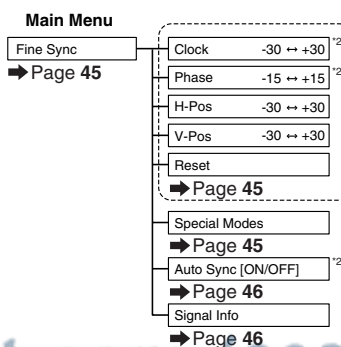 Main Menu
Fine Sync
➡ Page 45
Clock -30 ↔ +30 *2
Phase -15 ↔ +15 *2
H-Pos -30 ↔ +30
V-Pos -30 ↔ +30
Reset
➡ Page 45
Special Modes
➡ Page 45
Auto Sync [ON/OFF] *2
➡ Page 46
Signal Info
➡ Page 46